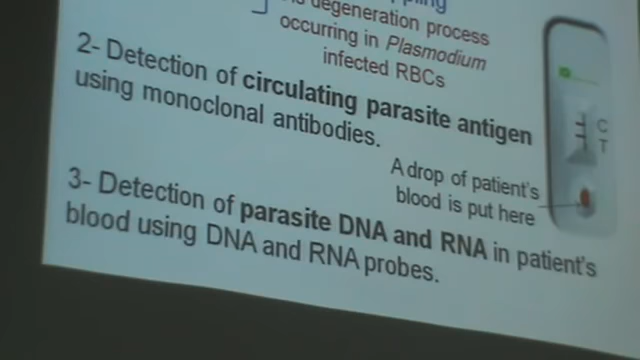 degeneration process
occurring in Plasmodium
infected RBCs
2- Detection of circulating parasite antigen
using monoclonal antibodies.
C
T
A drop of patient's
blood is put here
3- Detection of parasite DNA and RNA in patient's
blood using DNA and RNA probes.